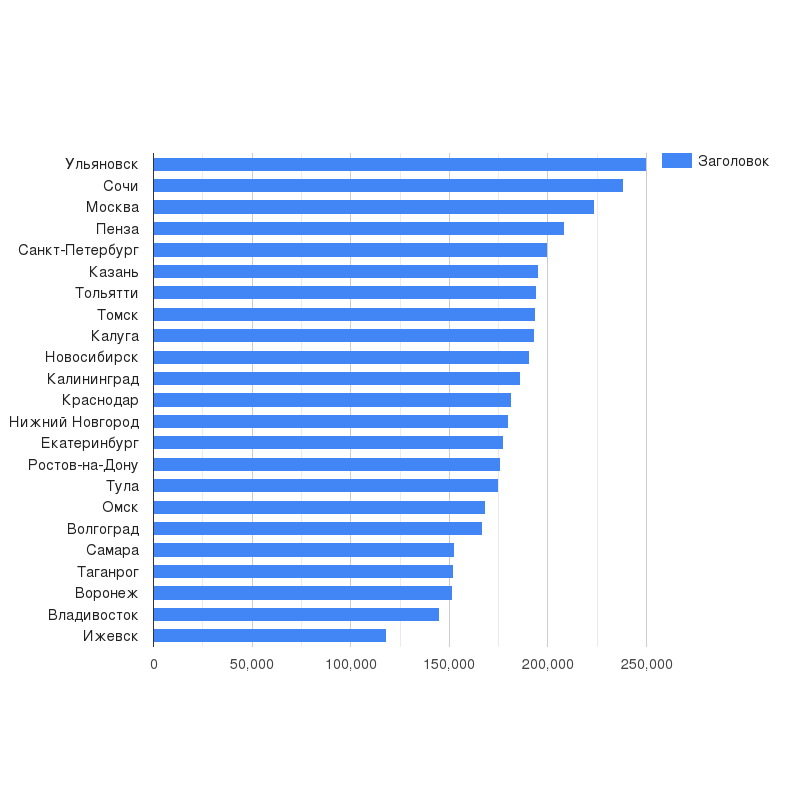 Заголовок
Ульяновск
Сочи
Москва
Пенза
Санкт-Петербург
Казань
Тольятти
Томск
Калуга
Новосибирск
Калининград
Краснодар
Нижний Новгород
Екатеринбург
Ростов-на-Дону
Тула
Омск
Волгоград
Самара
Таганрог
Воронеж
Владивосток
Ижевск
0 50,000 100,000 150,000 200,000 250,000